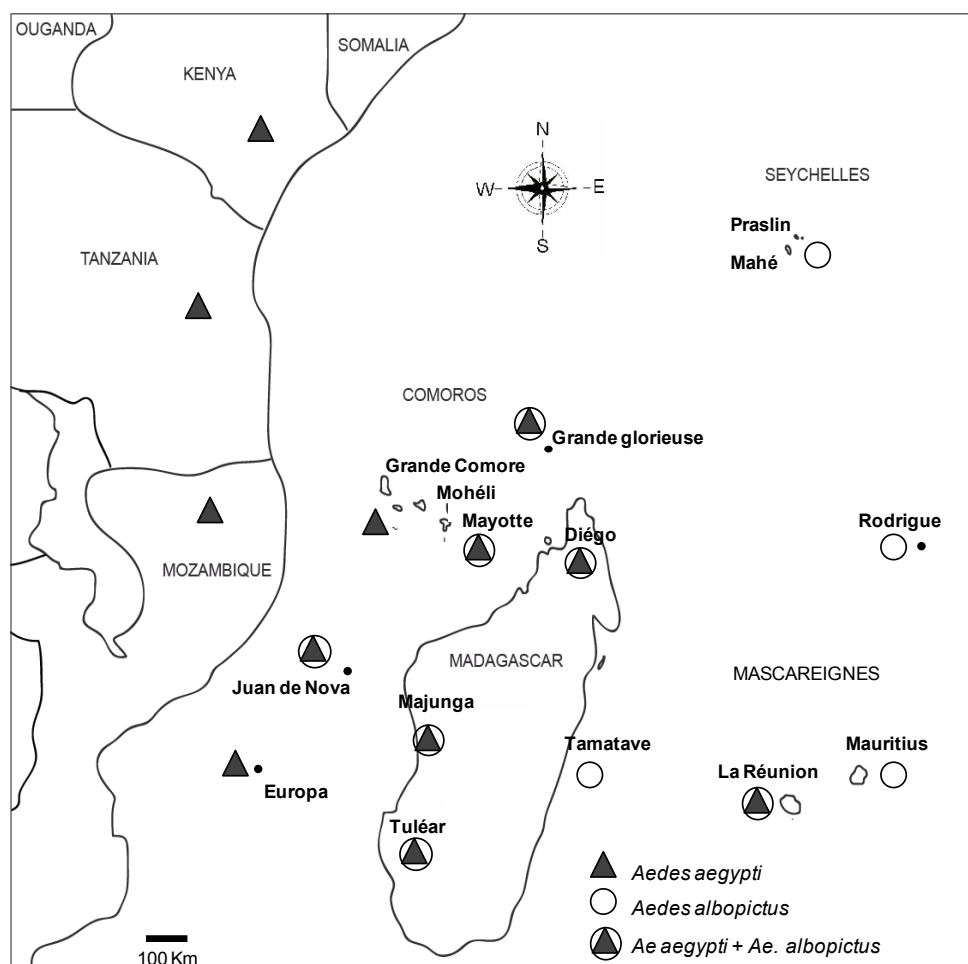 OUGANDA
SOMALIA
KENYA
N
W
E
S
SEYCHELLES
Praslin
Mahé
TANZANIA
COMOROS
Grande glorieuse
Grande Comore
Mohéli
Mayotte
Diégo
Rodrigue
MOZAMBIQUE
MADAGASCAR
MASCAREIGNES
Juan de Nova
Majunga
Tamatave
Mauritius
La Réunion
Europa
Tuléar
Aedes aegypti
Aedes albopictus
Ae aegypti + Ae. albopictus
100 Km